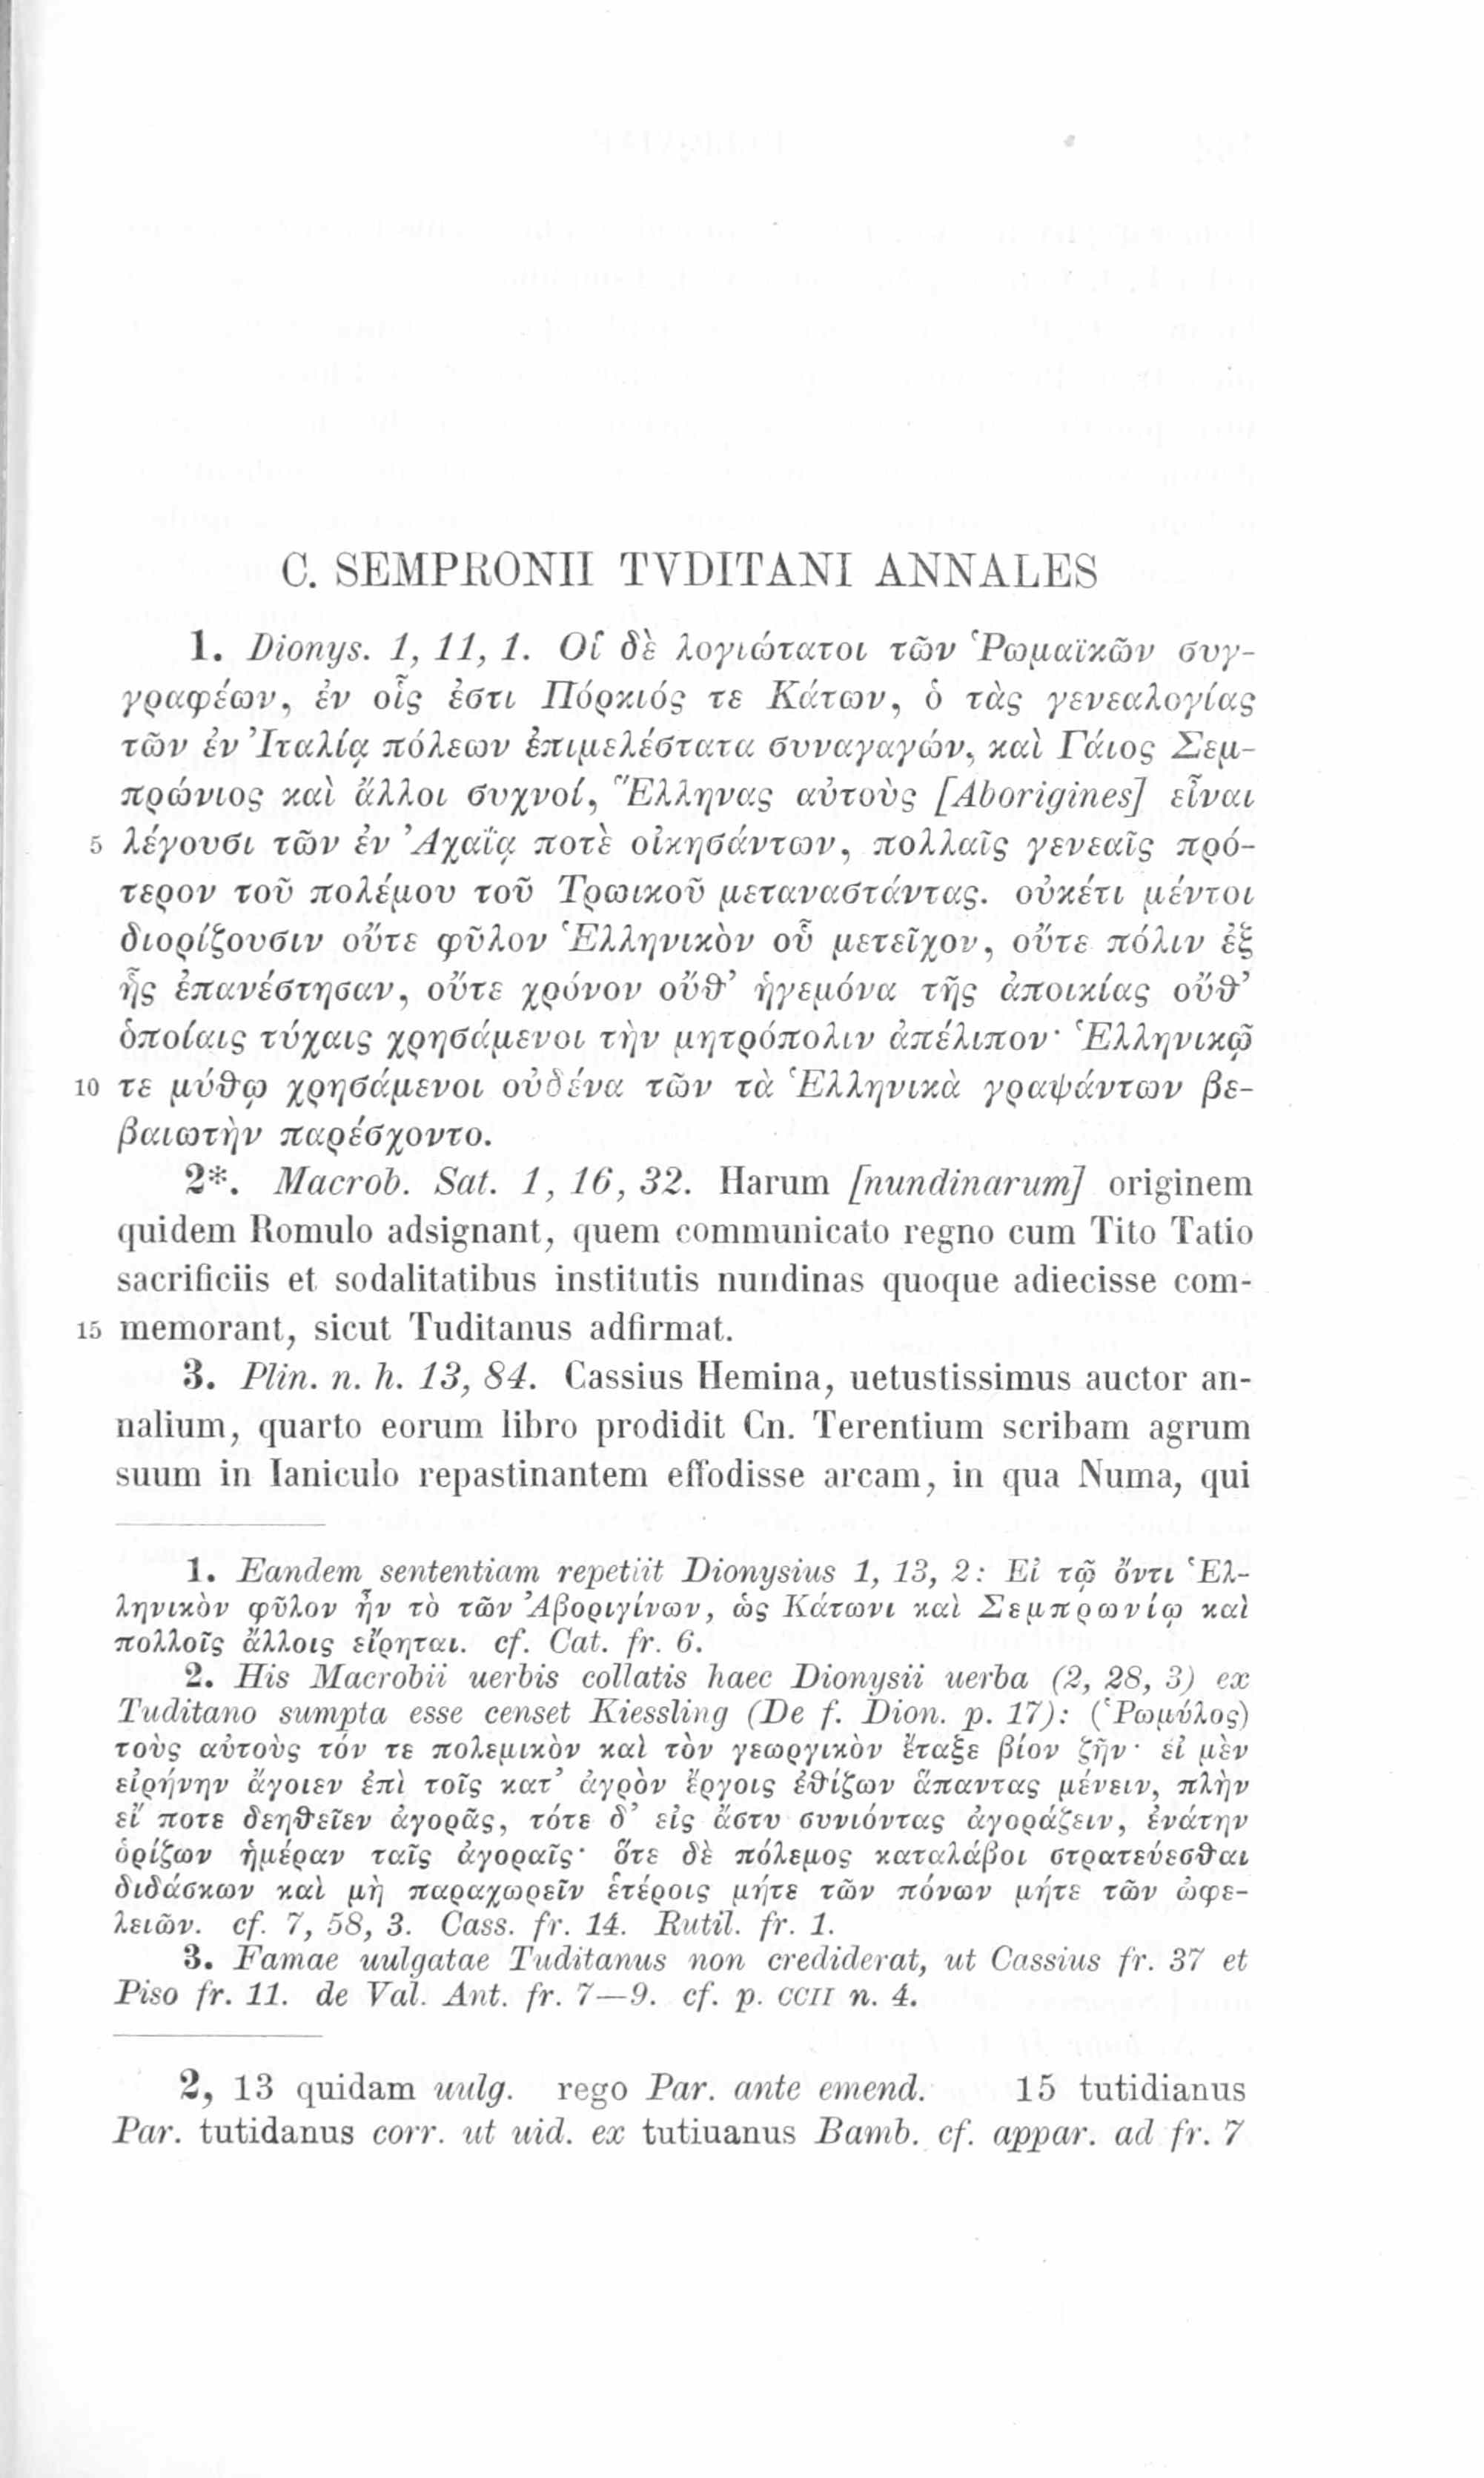 C. SEMPRONII TVDITANI ANNALES
1. Dionys. 1, 11, 1. Οἱ δὲ λογιώτατοι τῶν Ῥωμαϊκῶν συγ-
γραφέων, ἐν οἷς ἐστι Πόρκιός τε Κάτων, ὁ τὰς γενεαλογίας
τῶν ἐν Ἰταλίᾳ πόλεων ἐπιμελέστατα συναγαγών, καὶ Γάιος Σεμ-
πρώνιος καὶ ἄλλοι συχνοί, Ἕλληνας αὐτοὺς [Aborigines] εἶναι
5 λέγουσι τῶν ἐν Ἀχαΐᾳ ποτὲ οἰκησάντων, πολλαῖς γενεαῖς πρό-
τερον τοῦ πολέμου τοῦ Τρωικοῦ μεταναστάντας. οὐκέτι μέντοι
διορίζουσιν οὔτε φῦλον Ἑλληνικὸν οὗ μετεῖχον, οὔτε πόλιν ἐξ
ἧς ἐπανέστησαν, οὔτε χρόνον οὔθ’ ἡγεμόνα τῆς ἀποικίας οὔθ’
ὁποίαις τύχαις χρησάμενοι τὴν μητρόπολιν ἀπέλιπον· Ἑλληνικῷ
10 τε μύθῳ χρησάμενοι οὐδένα τῶν τὰ Ἑλληνικὰ γραψάντων βε-
βαιωτὴν παρέσχοντο.
2*. Macrob. Sat. 1, 16, 32. Harum [nundinarum] originem
quidem Romulo adsignant, quem communicato regno cum Tito Tatio
sacrificiis et sodalitatibus institutis nundinas quoque adiecisse com-
15 memorant, sicut Tuditanus adfirmat.
3. Plin. n. h. 13, 84. Cassius Hemina, uetustissimus auctor an-
nalium, quarto eorum libro prodidit Cn. Terentium scribam agrum
suum in Ianiculo repastinantem effodisse arcam, in qua Numa, qui
1. Eandem sententiam repetiit Dionysius 1, 13, 2: Εἰ τῷ ὄντι Ἑλ-
ληνικὸν φῦλον ἦν τὸ τῶν Ἀβοριγίνων, ὡς Κάτωνι καὶ Σεμπρωνίῳ καὶ
πολλοῖς ἄλλοις εἴρηται. cf. Cat. fr. 6.
2. His Macrobii uerbis collatis haec Dionysii uerba (2, 28, 3) ex
Tuditano sumpta esse censet Kiessling (De f. Dion. p. 17): (Ῥωμύλος)
τοὺς αὐτοὺς τόν τε πολεμικὸν καὶ τὸν γεωργικὸν ἔταξε βίον ζῆν· εἰ μὲν
εἰρήνην ἄγοιεν ἐπὶ τοῖς κατ’ ἀγρὸν ἔργοις ἐθίζων ἅπαντας μένειν, πλὴν
εἴ ποτε δεηθεῖεν ἀγορᾶς, τότε δ’ εἰς ἄστυ συνιόντας ἀγοράζειν, ἐνάτην
ὁρίζων ἡμέραν ταῖς ἀγοραῖς· ὅτε δὲ πόλεμος καταλάβοι στρατεύεσθαι
διδάσκων καὶ μὴ παραχωρεῖν ἑτέροις μήτε τῶν πόνων μήτε τῶν ὠφε-
λειῶν. cf. 7, 58, 3. Cass. fr. 14. Rutil. fr. 1.
3. Famae uulgatae Tuditanus non crediderat, ut Cassius fr. 37 et
Piso fr. 11. de Val. Ant. fr. 7—9. cf. p. CCII n. 4.
2, 13 quidam uulg. rego Par. ante emend. 15 tutidianus
Par. tutidanus corr. ut uid. ex tutiuanus Bamb. cf. appar. ad fr. 7